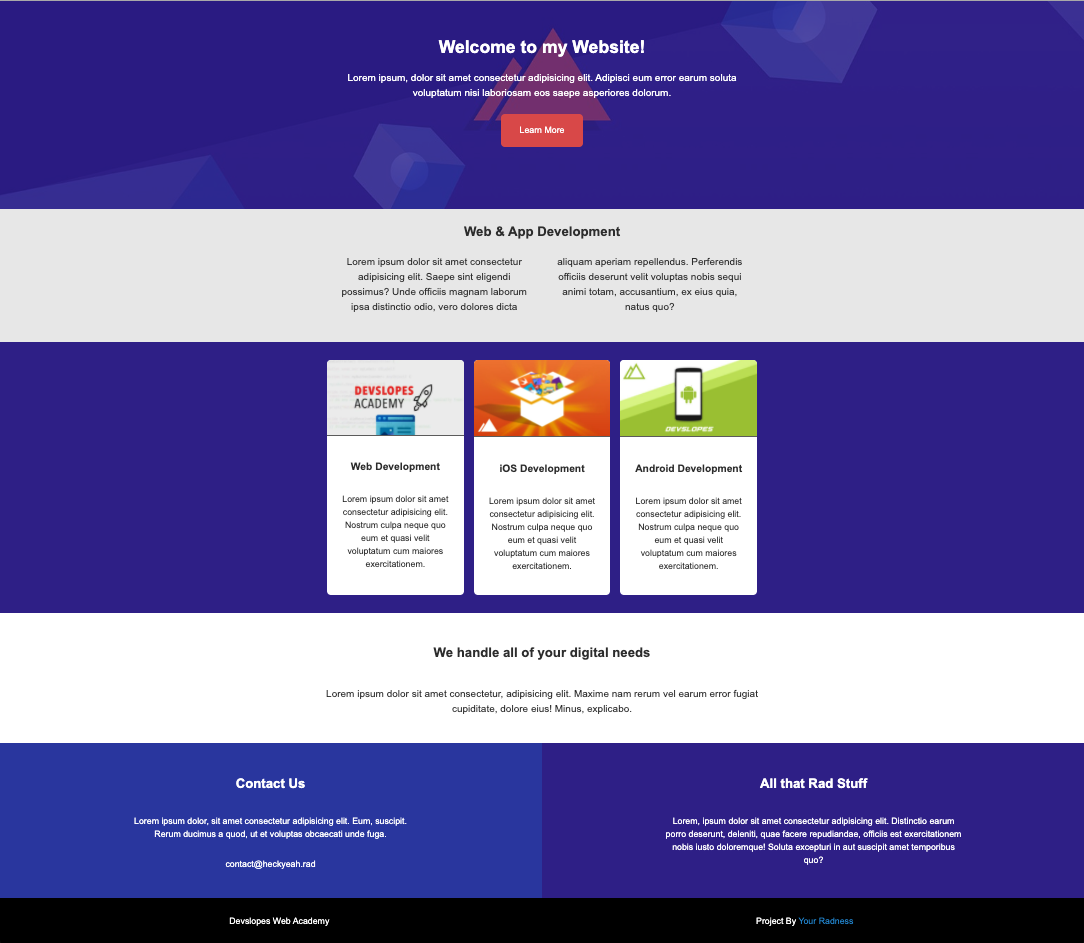 Welcome to my Website!
Lorem ipsum, dolor sit amet consectetur adipisicing elit. Adipisci eum error earum soluta
voluptatum nisi laboriosam eos saepe asperiores dolorum.
Learn More
Web & App Development
Lorem ipsum dolor sit amet consectetur
adipisicing elit. Saepe sint eligendi
possimus? Unde officiis magnam laborum
ipsa distinctio odio, vero dolores dicta
aliquam aperiam repellendus. Perferendis
officiis deserunt velit voluptas nobis sequi
animi totam, accusantium, ex eius quia,
natus quo?
DEVSLOPES
ACADEMY
Web Development
Lorem ipsum dolor sit amet
consectetur adipisicing elit.
Nostrum culpa neque quo
eum et quasi velit
voluptatum cum maiores
exercitationem.
iOS Development
Lorem ipsum dolor sit amet
consectetur adipisicing elit.
Nostrum culpa neque quo
eum et quasi velit
voluptatum cum maiores
exercitationem.
DEVSLOPES
Android Development
Lorem ipsum dolor sit amet
consectetur adipisicing elit.
Nostrum culpa neque quo
eum et quasi velit
voluptatum cum maiores
exercitationem.
We handle all of your digital needs
Lorem ipsum dolor sit amet consectetur, adipisicing elit. Maxime nam rerum vel earum error fugiat
cupiditate, dolore eius! Minus, explicabo.
Contact Us
Lorem ipsum dolor, sit amet consectetur adipisicing elit. Eum, suscipit.
Rerum ducimus a quod, ut et voluptas obcaecati unde fuga.
contact@heckyeah.rad
All that Rad Stuff
Lorem, ipsum dolor sit amet consectetur adipisicing elit. Distinctio earum
porro deserunt, deleniti, quae facere repudiandae, officiis est exercitationem
nobis iusto doloremque! Soluta excepturi in aut suscipit amet temporibus
quo?
Devslopes Web Academy
Project By Your Radness